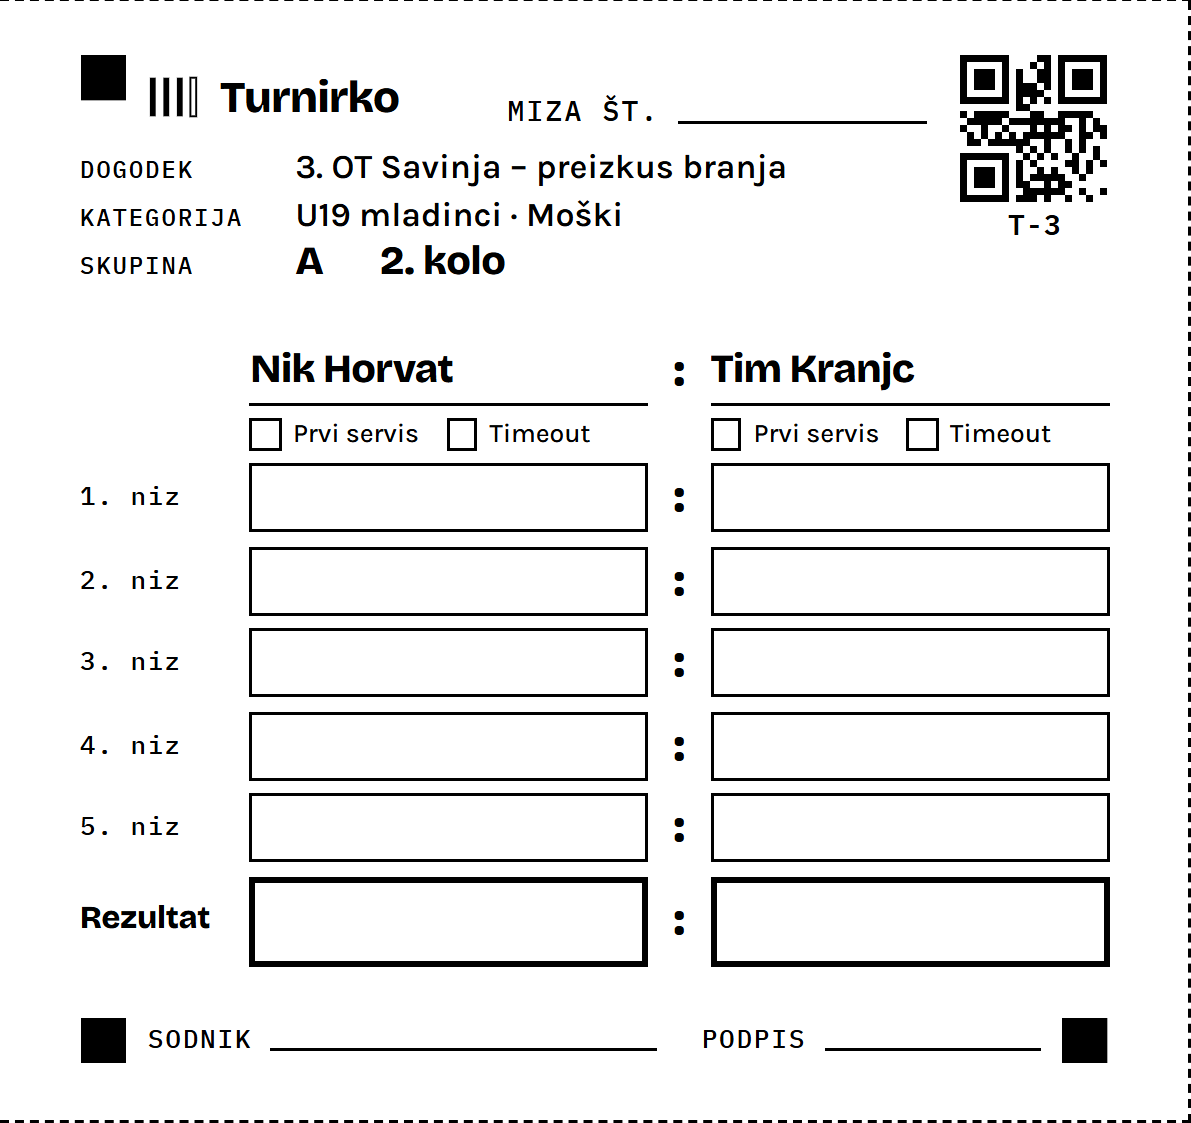 Turnirko
MIZA ŠT.
T-3
DOGODEK 3. OT Savinja – preizkus branja
KATEGORIJA U19 mladinci · Moški
SKUPINA A 2. kolo
Nik Horvat : Tim Kranjc
Prvi servis Timeout Prvi servis Timeout
1. niz :
2. niz :
3. niz :
4. niz :
5. niz :
Rezultat :
SODNIK PODPIS